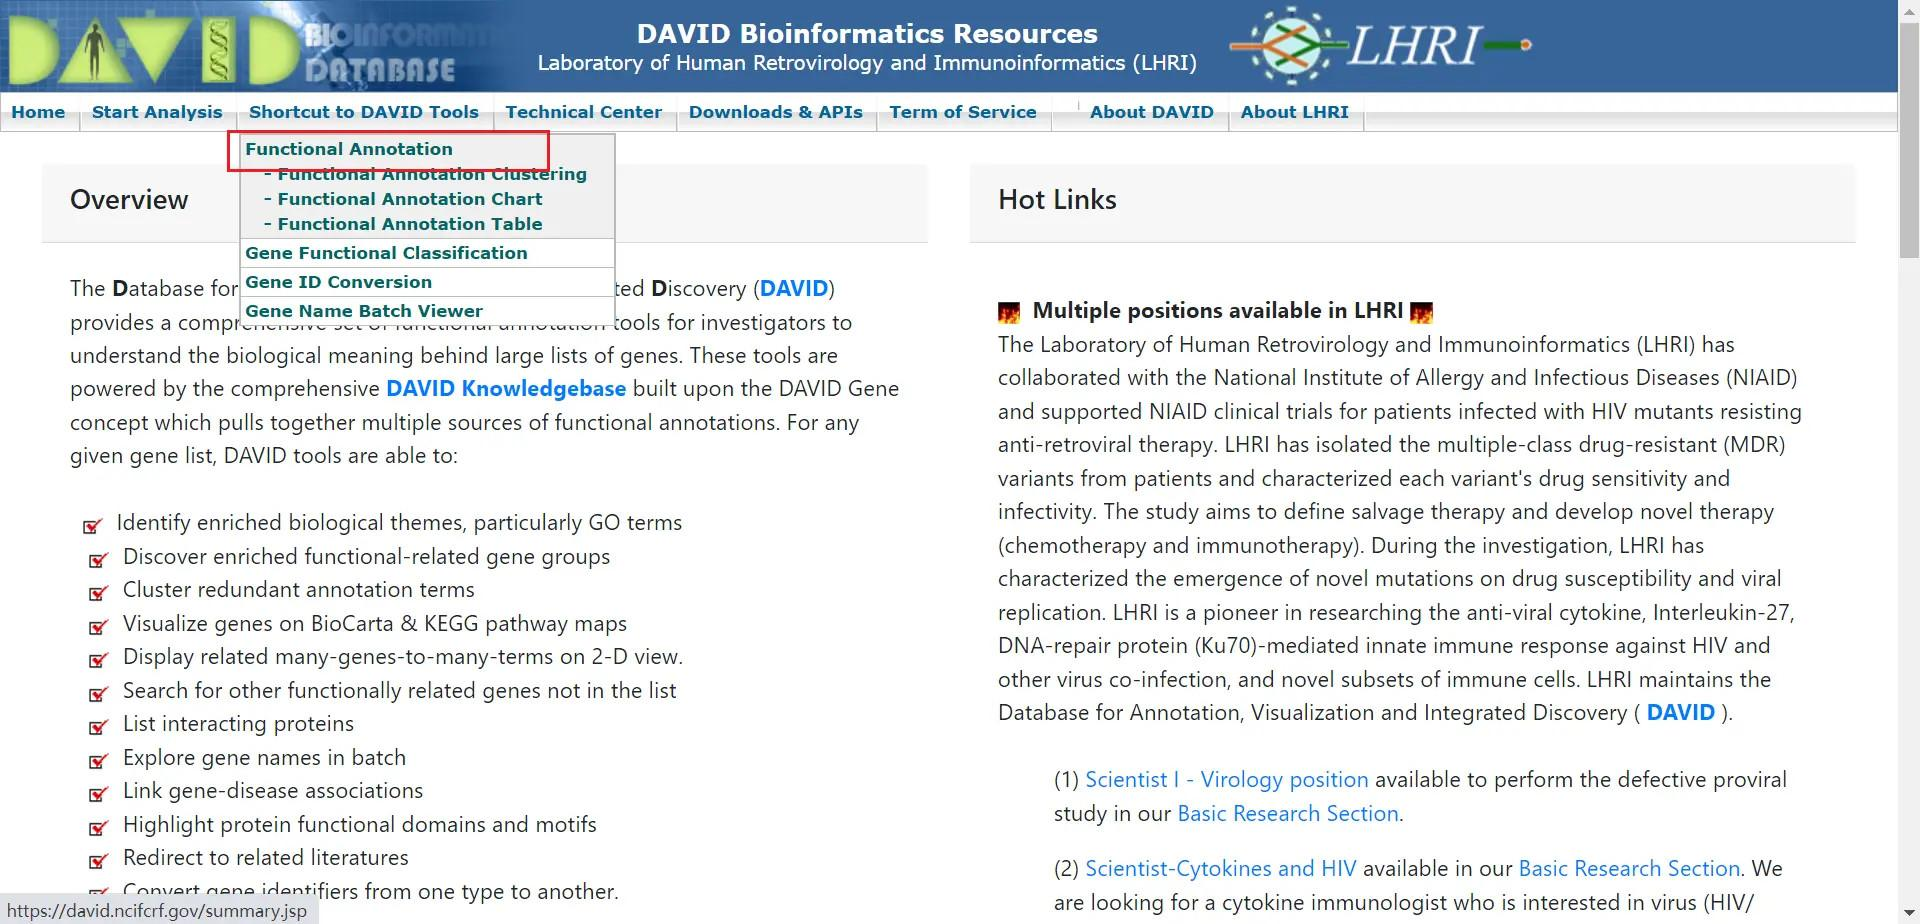 DAVID BIOINFORMATICS
DATABASE
DAVID Bioinformatics Resources
Laboratory of Human Retrovirology and Immunoinformatics (LHRI)
LHRI
Home Start Analysis Shortcut to DAVID Tools Technical Center Downloads & APIs Term of Service About DAVID About LHRI
Functional Annotation
- Functional Annotation Clustering
- Functional Annotation Chart
- Functional Annotation Table
Gene Functional Classification
Gene ID Conversion
Gene Name Batch Viewer
Overview
The Database for ted Discovery (DAVID)
provides a comprehensive set of functional annotation tools for investigators to
understand the biological meaning behind large lists of genes. These tools are
powered by the comprehensive DAVID Knowledgebase built upon the DAVID Gene
concept which pulls together multiple sources of functional annotations. For any
given gene list, DAVID tools are able to:
Identify enriched biological themes, particularly GO terms
Discover enriched functional-related gene groups
Cluster redundant annotation terms
Visualize genes on BioCarta & KEGG pathway maps
Display related many-genes-to-many-terms on 2-D view.
Search for other functionally related genes not in the list
List interacting proteins
Explore gene names in batch
Link gene-disease associations
Highlight protein functional domains and motifs
Redirect to related literatures
Convert gene identifiers from one type to another.
https://david.ncifcrf.gov/summary.jsp
Hot Links
Multiple positions available in LHRI
The Laboratory of Human Retrovirology and Immunoinformatics (LHRI) has
collaborated with the National Institute of Allergy and Infectious Diseases (NIAID)
and supported NIAID clinical trials for patients infected with HIV mutants resisting
anti-retroviral therapy. LHRI has isolated the multiple-class drug-resistant (MDR)
variants from patients and characterized each variant's drug sensitivity and
infectivity. The study aims to define salvage therapy and develop novel therapy
(chemotherapy and immunotherapy). During the investigation, LHRI has
characterized the emergence of novel mutations on drug susceptibility and viral
replication. LHRI is a pioneer in researching the anti-viral cytokine, Interleukin-27,
DNA-repair protein (Ku70)-mediated innate immune response against HIV and
other virus co-infection, and novel subsets of immune cells. LHRI maintains the
Database for Annotation, Visualization and Integrated Discovery ( DAVID ).
(1) Scientist I - Virology position available to perform the defective proviral
study in our Basic Research Section.
(2) Scientist-Cytokines and HIV available in our Basic Research Section. We
are looking for a cytokine immunologist who is interested in virus (HIV/